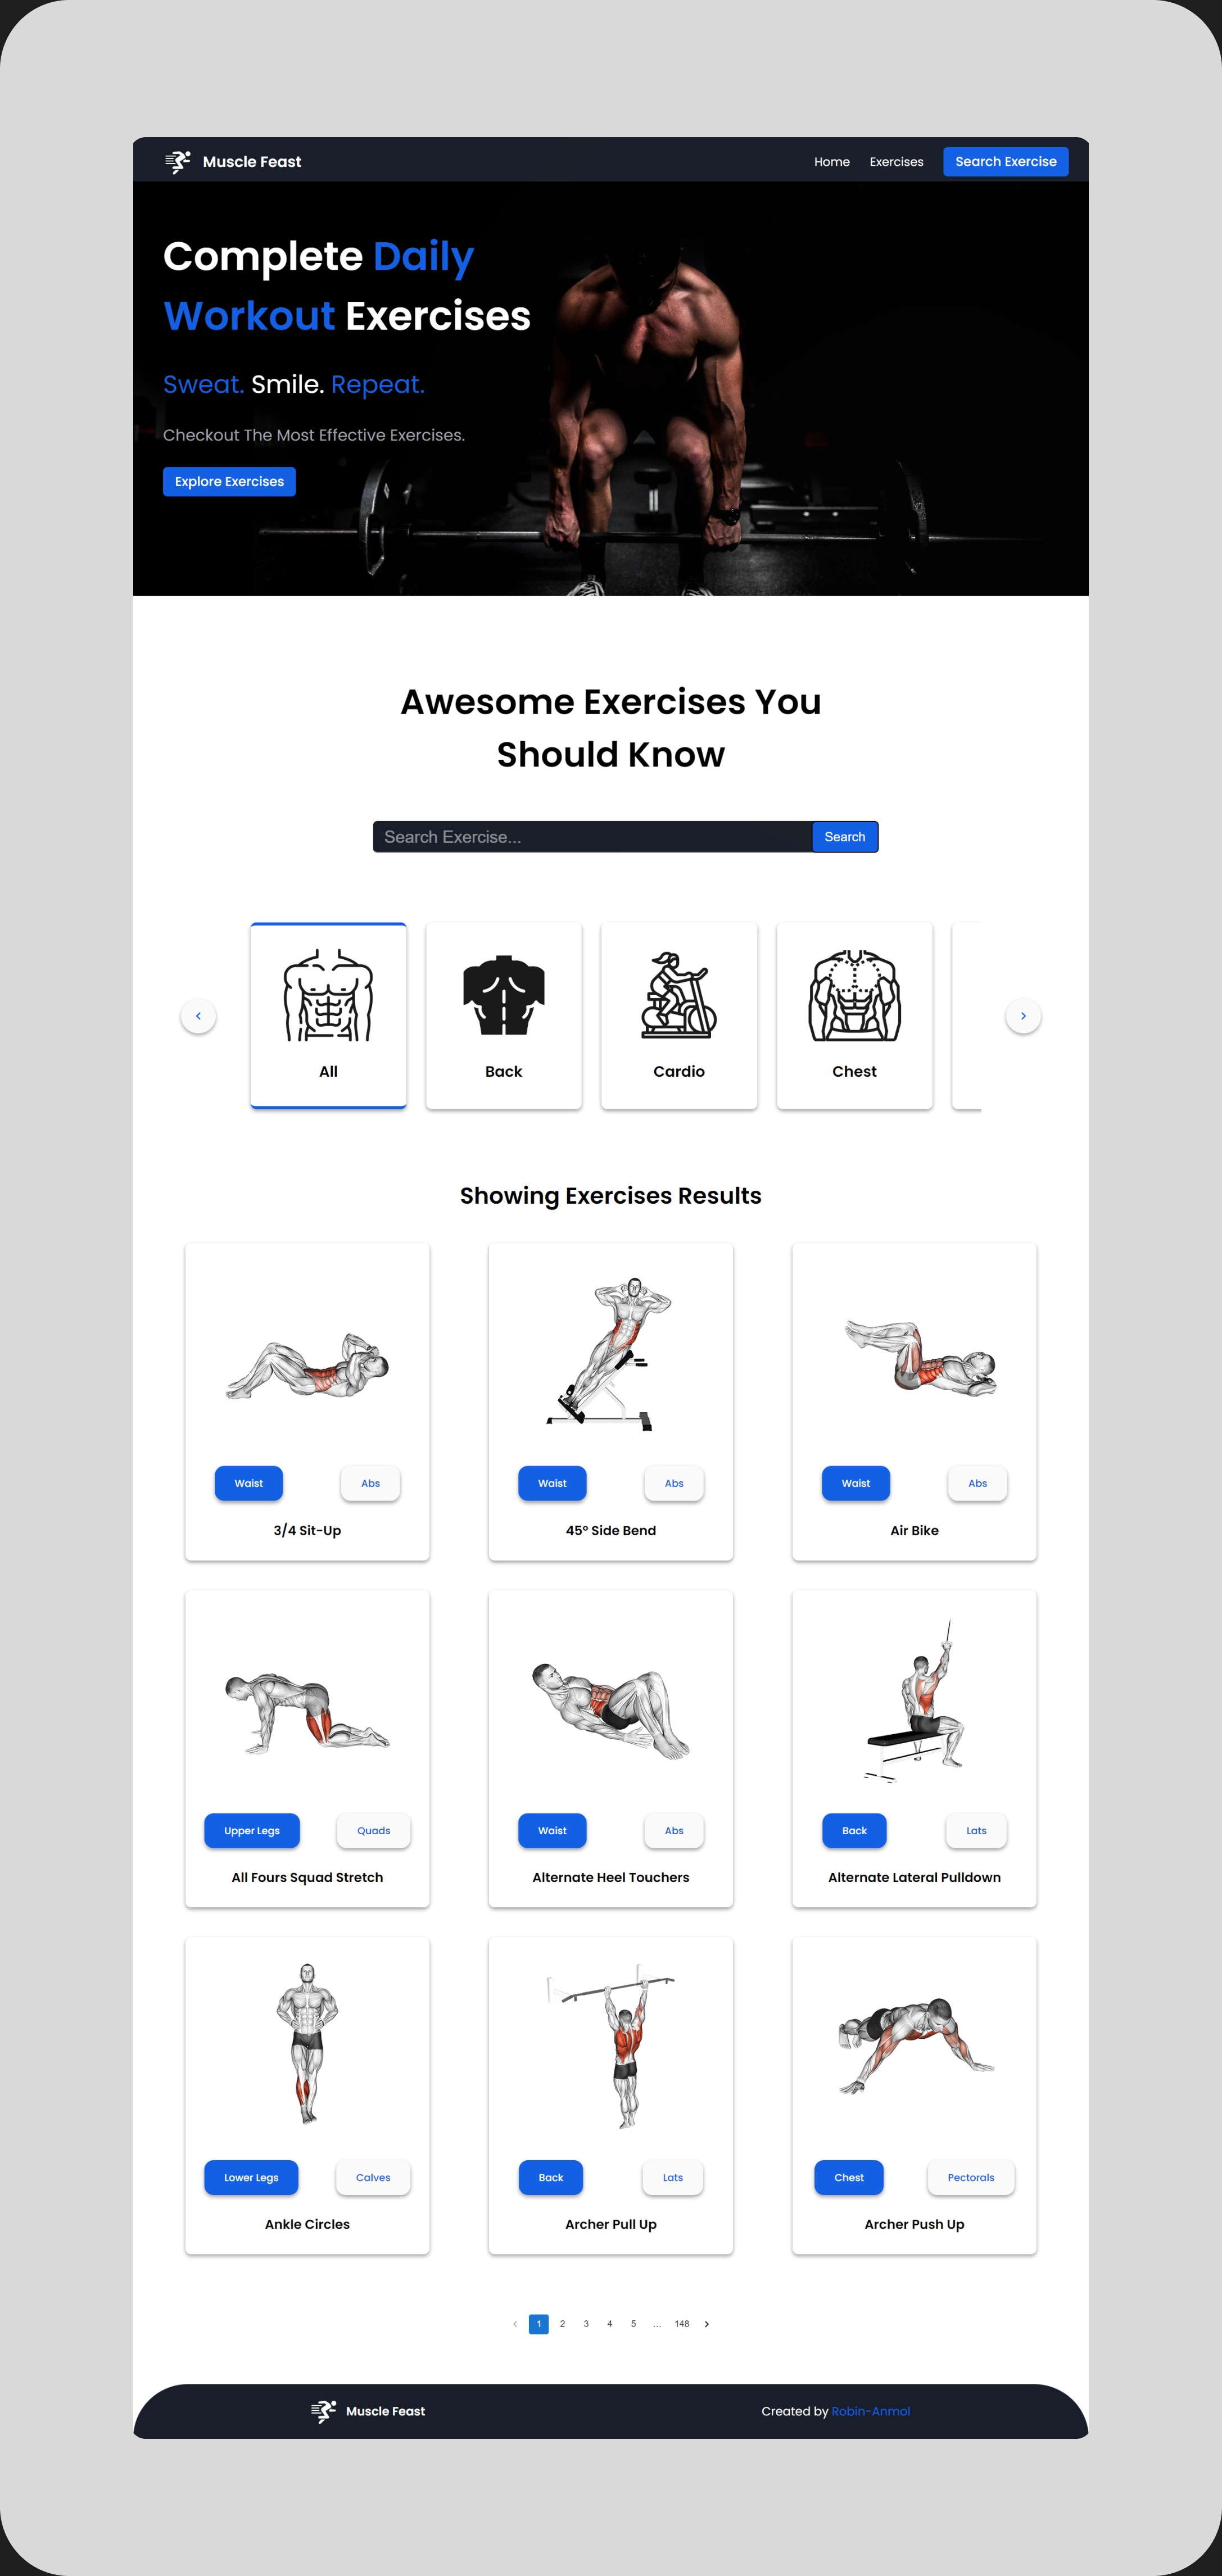 Muscle Feast
Home
Exercises
Search Exercise
Complete Daily
Workout Exercises
Sweat. Smile. Repeat.
Checkout The Most Effective Exercises.
Explore Exercises
Awesome Exercises You
Should Know
Search Exercise...
Search
All
Back
Cardio
Chest
Showing Exercises Results
Waist
Abs
3/4 Sit-Up
Waist
Abs
45° Side Bend
Waist
Abs
Air Bike
Upper Legs
Quads
All Fours Squad Stretch
Waist
Abs
Alternate Heel Touchers
Back
Lats
Alternate Lateral Pulldown
Lower Legs
Calves
Ankle Circles
Back
Lats
Archer Pull Up
Chest
Pectorals
Archer Push Up
1 2 3 4 5 ... 148
Muscle Feast
Created by Robin-Anmol